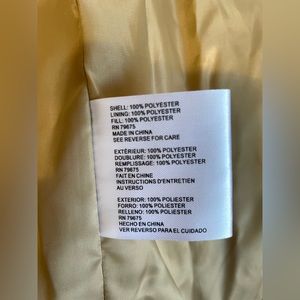 SHELL: 100% POLYESTER
LINING: 100% POLYESTER
FILL: 100% POLYESTER
RN 79675
MADE IN CHINA
SEE REVERSE FOR CARE
EXTÉRIEUR: 100% POLYESTER
DOUBLURE: 100% POLYESTER
REMPLISSAGE: 100% POLYESTER
RN 79675
FAIT EN CHINE
INSTRUCTIONS D'ENTRETIEN
AU VERSO
EXTERIOR: 100% POLIESTER
FORRO: 100% POLIESTER
RELLENO: 100% POLIESTER
RN 79675
HECHO EN CHINA
VER REVERSO PARA EL CUIDADO